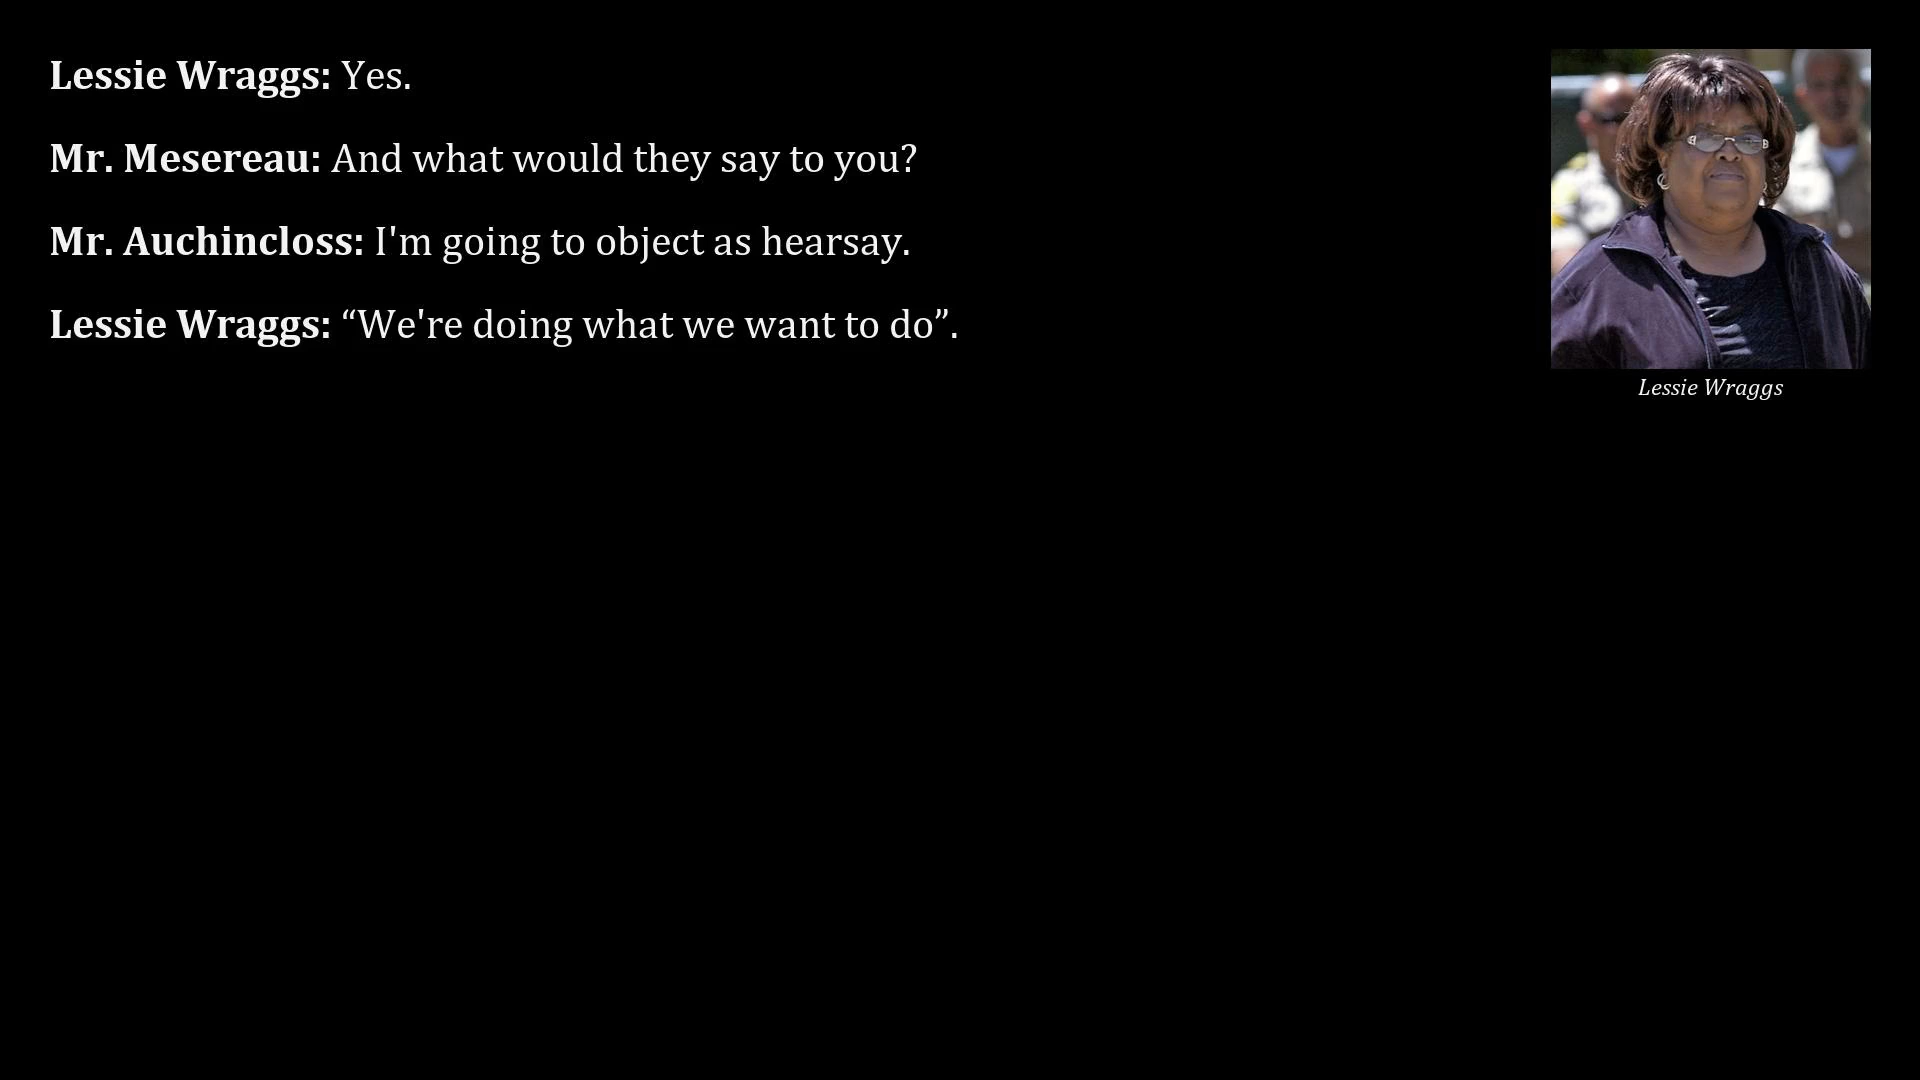 Lessie Wraggs: Yes.
Mr. Mesereau: And what would they say to you?
Mr. Auchincloss: I'm going to object as hearsay.
Lessie Wraggs: “We're doing what we want to do”.
Lessie Wraggs